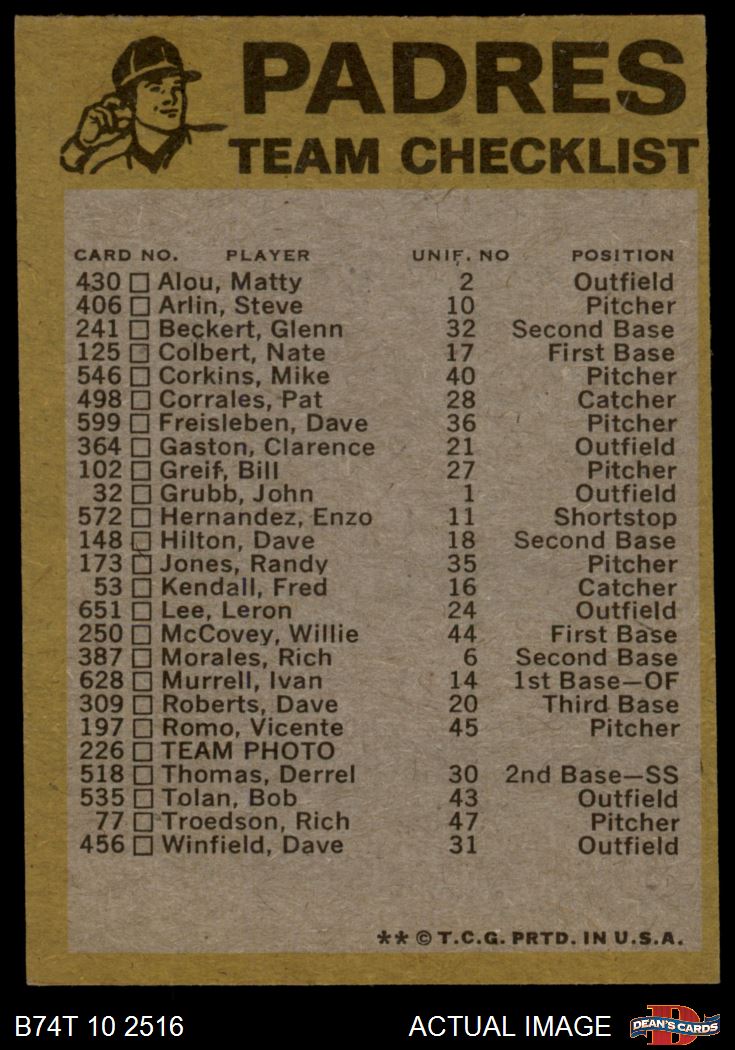 PADRES
TEAM CHECKLIST
CARD NO. PLAYER UNIF. NO POSITION
430 Alou, Matty 2 Outfield
406 Arlin, Steve 10 Pitcher
241 Beckert, Glenn 32 Second Base
125 Colbert, Nate 17 First Base
546 Corkins, Mike 40 Pitcher
498 Corrales, Pat 28 Catcher
599 Freisleben, Dave 36 Pitcher
364 Gaston, Clarence 21 Outfield
102 Greif, Bill 27 Pitcher
32 Grubb, John 1 Outfield
572 Hernandez, Enzo 11 Shortstop
148 Hilton, Dave 18 Second Base
173 Jones, Randy 35 Pitcher
53 Kendall, Fred 16 Catcher
651 Lee, Leron 24 Outfield
250 McCovey, Willie 44 First Base
387 Morales, Rich 6 Second Base
628 Murrell, Ivan 14 1st Base—OF
309 Roberts, Dave 20 Third Base
197 Romo, Vicente 45 Pitcher
226 TEAM PHOTO
518 Thomas, Derrel 30 2nd Base—SS
535 Tolan, Bob 43 Outfield
77 Troedson, Rich 47 Pitcher
456 Winfield, Dave 31 Outfield
** © T.C.G. PRTD. IN U.S.A.
B74T 10 2516 ACTUAL IMAGE DEAN'S CARDS